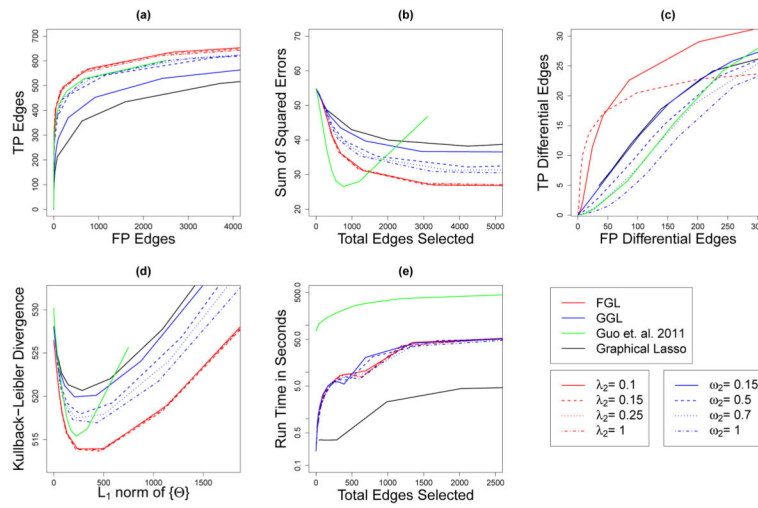 (a)
700
600
500
400
300
200
100
0
TP Edges
0 1000 2000 3000 4000
FP Edges
(b)
60
50
40
30
20
Sum of Squared Errors
0 1000 2000 3000 4000 5000
Total Edges Selected
(c)
30
25
20
15
10
5
0
TP Differential Edges
0 50 100 150 200 250 300
FP Differential Edges
(d)
530
525
520
515
Kullback−Leibler Divergence
0 500 1000 1500
L₁ norm of {Θ}
(e)
500.0
50.0
5.0
0.5
0.1
Run Time in Seconds
0 500 1000 1500 2000 2500
Total Edges Selected
FGL
GGL
Guo et. al. 2011
Graphical Lasso
λ₂= 0.1
λ₂= 0.15
λ₂= 0.25
λ₂= 1
ω₂= 0.15
ω₂= 0.5
ω₂= 0.7
ω₂= 1